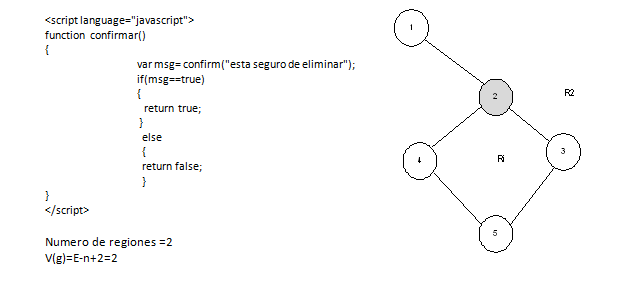 <script language="javascript">
function confirmar()
{
var msg= confirm("esta seguro de eliminar");
if(msg==true)
{
return true;
}
else
{
return false;
}
}
</script>
Numero de regiones =2
V(g)=E-n+2=2
1
2
R2
4
R
3
5